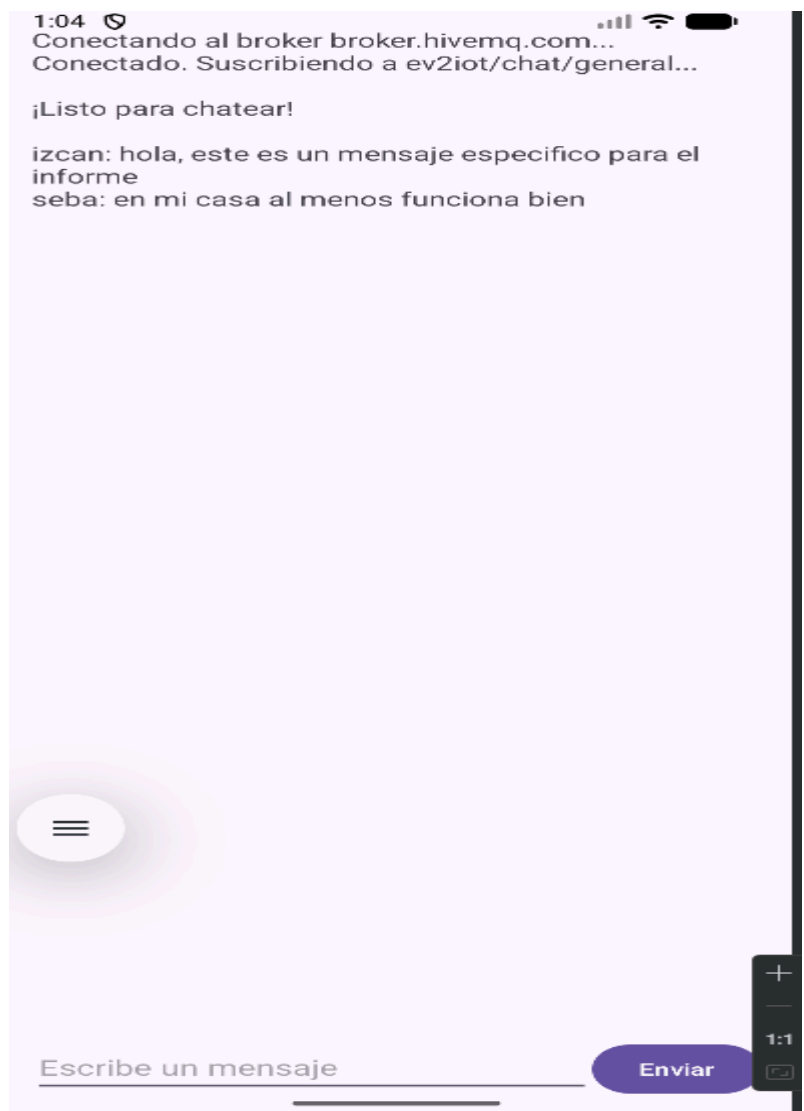 1:04
Conectando al broker broker.hivemq.com...
Conectado. Suscribiendo a ev2iot/chat/general...
¡Listo para chatear!
izcan: hola, este es un mensaje especifico para el
informe
seba: en mi casa al menos funciona bien
1:1
Escribe un mensaje
Enviar